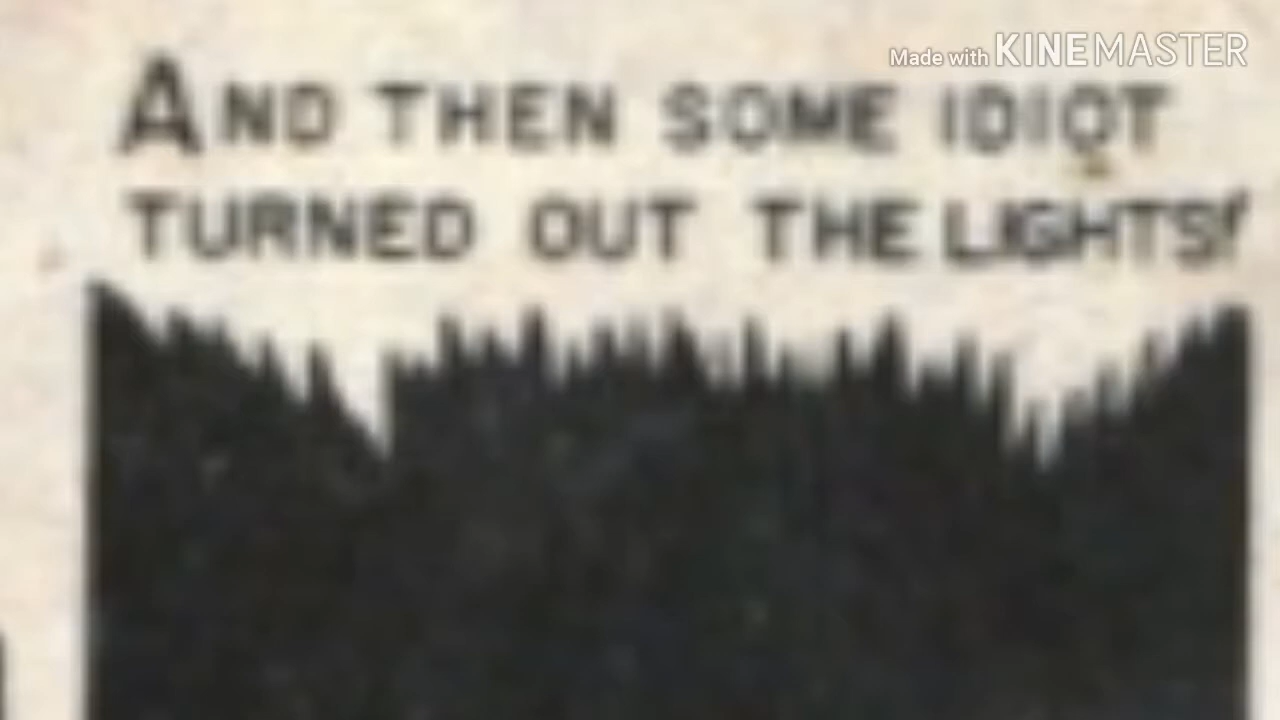 Made with KINEMASTER
AND THEN SOME IDIOT
TURNED OUT THE LIGHTS!